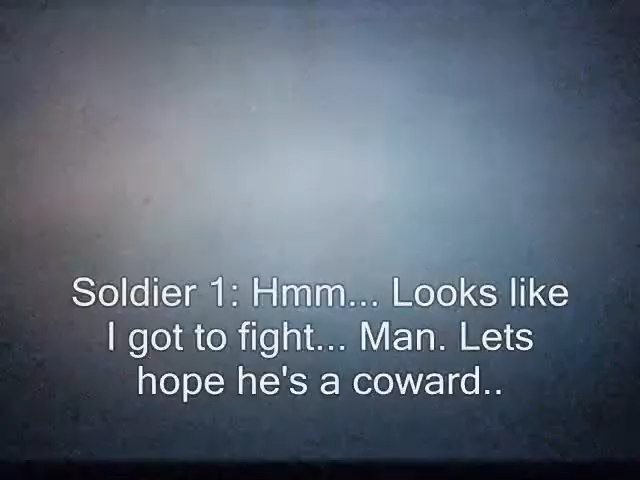 Soldier 1: Hmm... Looks like
I got to fight... Man. Lets
hope he's a coward..